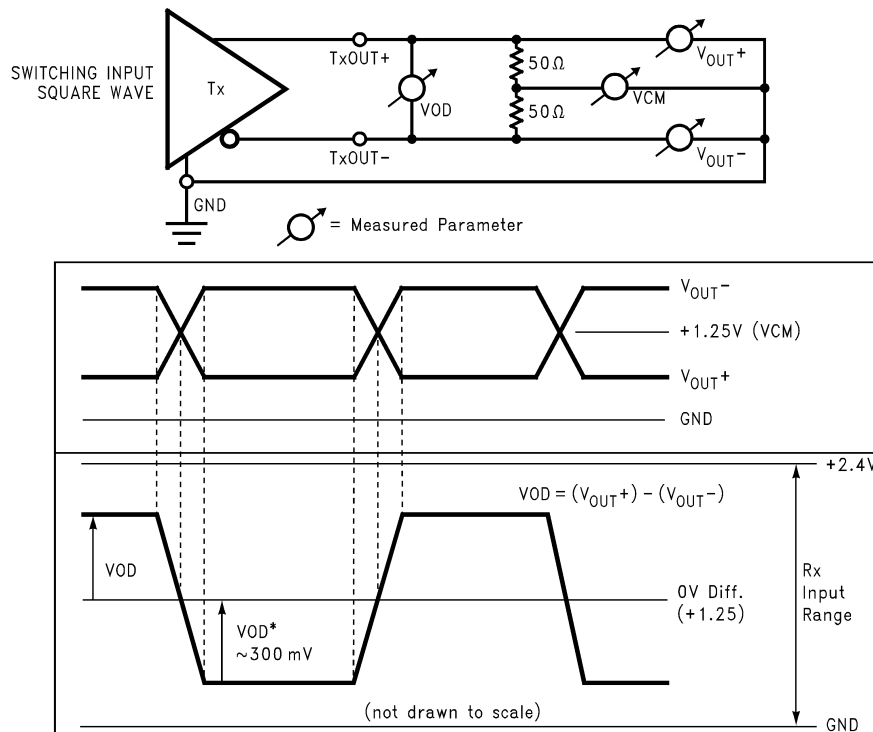 SWITCHING INPUT
SQUARE WAVE
Tx
TxOUT+
TxOUT-
VOD
50Ω
50Ω
VCM
VOUT+
VOUT-
GND
= Measured Parameter
VOUT-
+1.25V (VCM)
VOUT+
GND
+2.4V
VOD = (VOUT+) - (VOUT-)
VOD
0V Diff.
(+1.25)
Rx
Input
Range
VOD*
~300 mV
(not drawn to scale)
GND